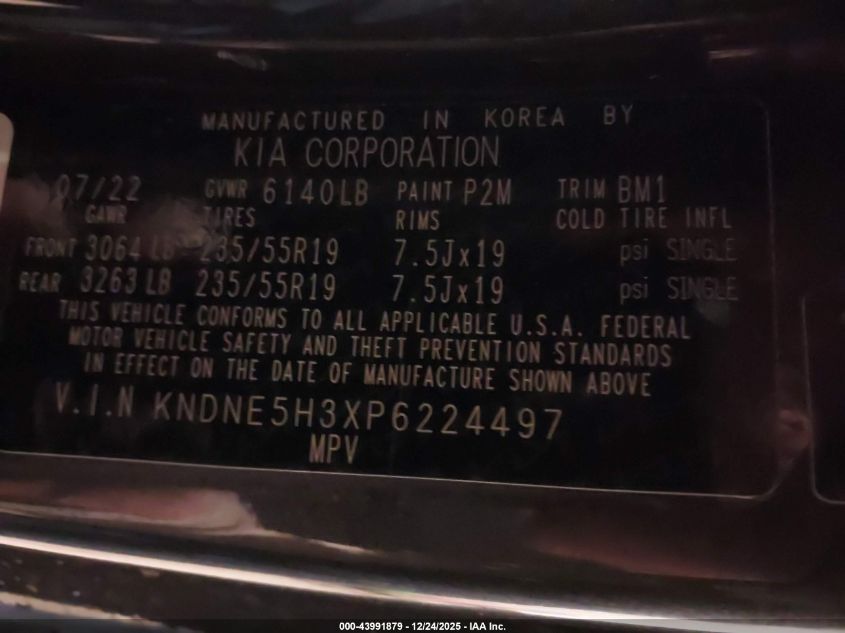 MANUFACTURED IN KOREA BY
KIA CORPORATION
07/22 GVWR 6140LB PAINT P2M TRIM BM1
GAWR TIRES RIMS COLD TIRE INFL
FRONT 3064 LB 235/55R19 7.5Jx19 psi SINGLE
REAR 3263 LB 235/55R19 7.5Jx19 psi SINGLE
THIS VEHICLE CONFORMS TO ALL APPLICABLE U.S.A. FEDERAL
MOTOR VEHICLE SAFETY AND THEFT PREVENTION STANDARDS
IN EFFECT ON THE DATE OF MANUFACTURE SHOWN ABOVE
V.I.N KNDNE5H3XP6224497
MPV
000-43991879 - 12/24/2025 - IAA Inc.